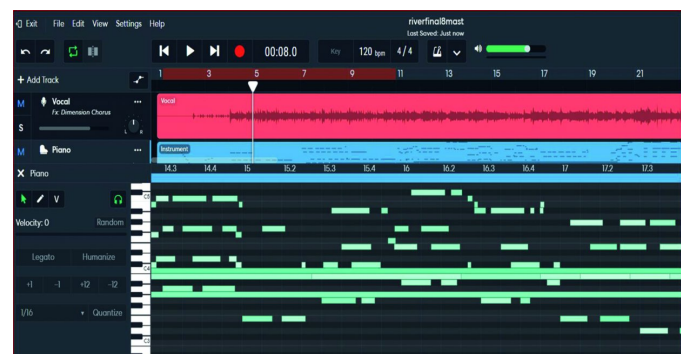 Exit File Edit View Settings Help
riverfinal8mast
Last Saved: Just now
00:08.0 Key 120 bpm 4/4
+ Add Track 1 3 5 7 9 11 13 15 17 19 21
M Vocal ... Vocal
Fx: Dimension Chorus
S L R
M Piano ... Instrument
X Piano 14.3 14.4 15 15.2 15.3 15.4 16 16.2 16.3 16.4 17 17.2 17.3
V C5
Velocity: 0 Random
Legato Humanize
C4
+1 -1 +12 -12
1/16 Quantize
C3